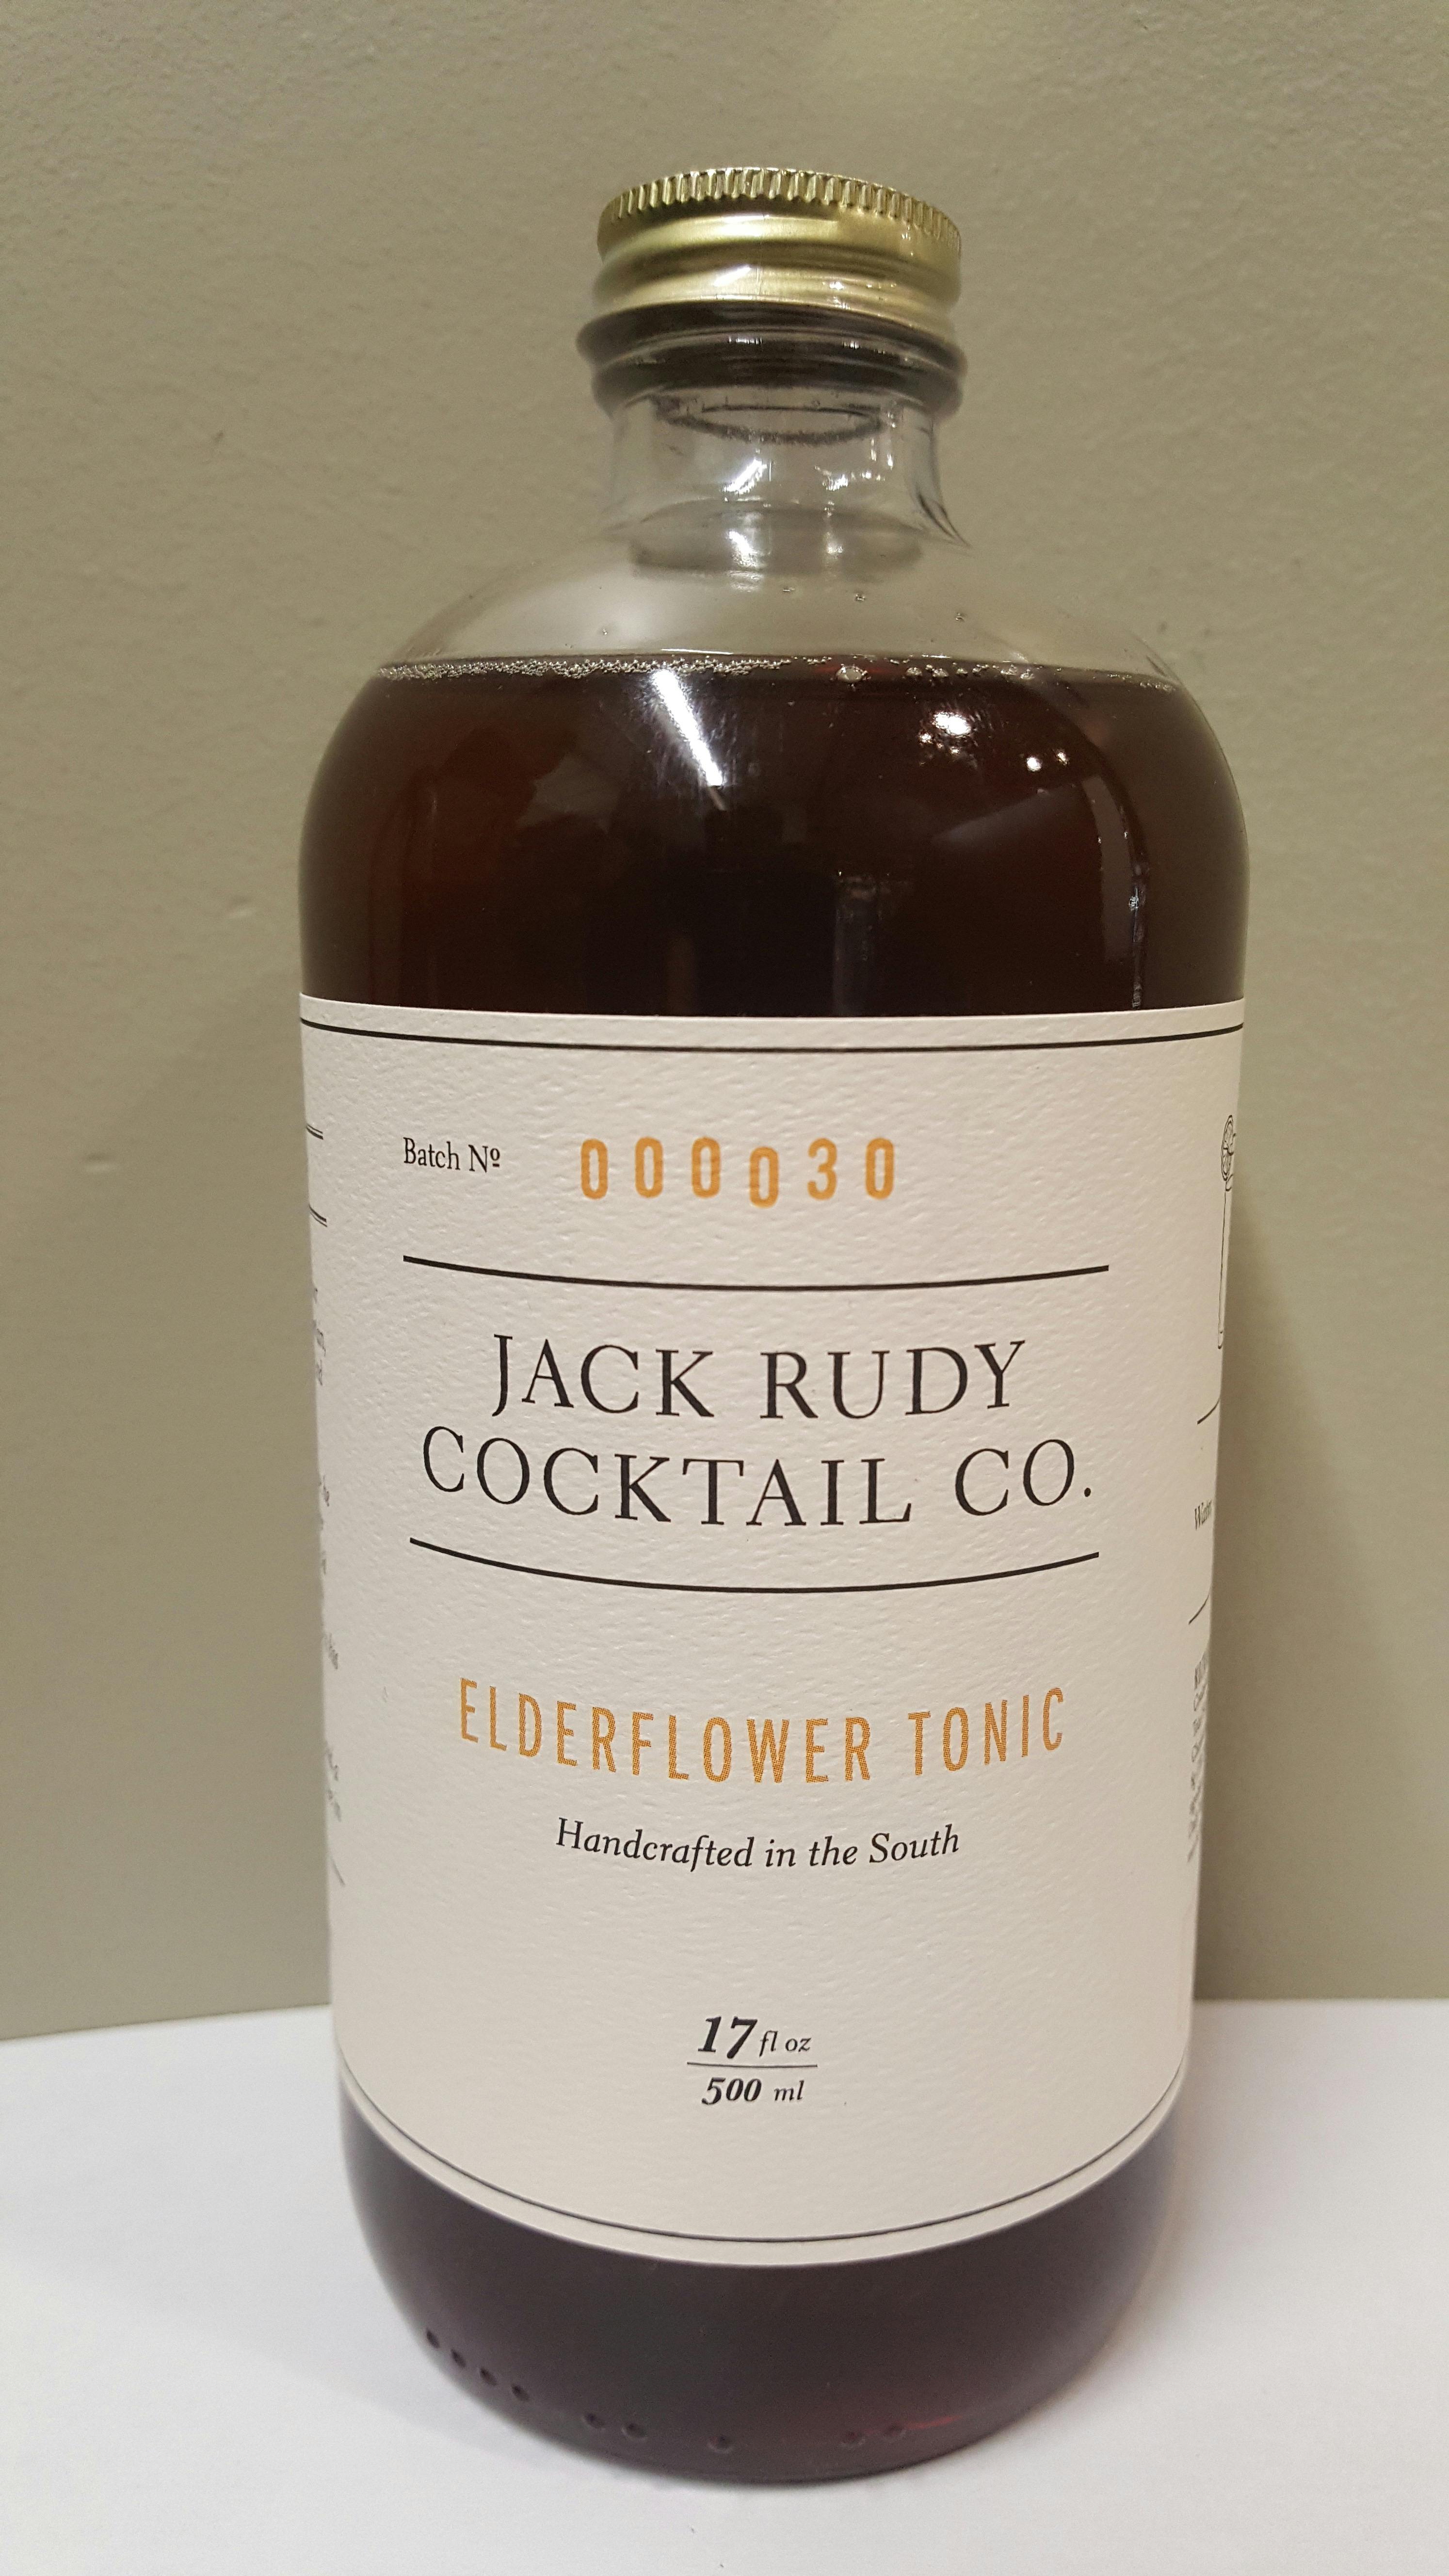 Batch Nº 000030
JACK RUDY
COCKTAIL CO.
ELDERFLOWER TONIC
Handcrafted in the South
17 fl oz
500 ml